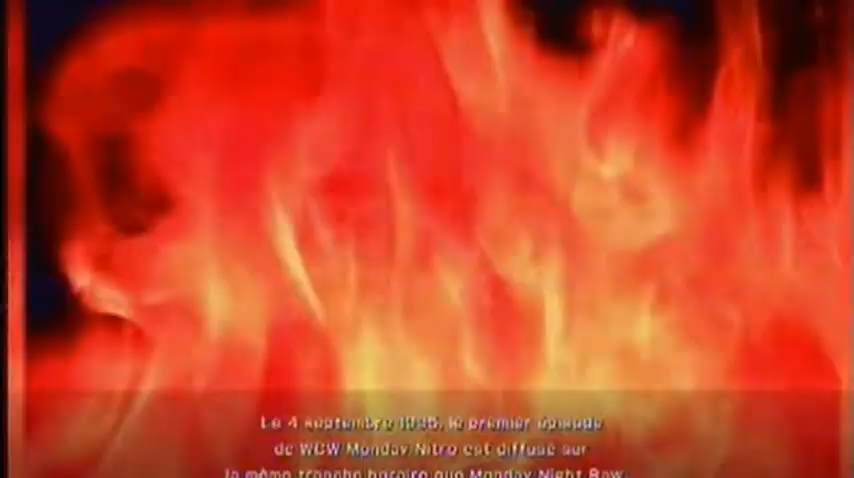 Le 4 septembre 1995, le premier épisode
de WCW Monday Nitro est diffusé sur
la même tranche horaire que Monday Night Raw.